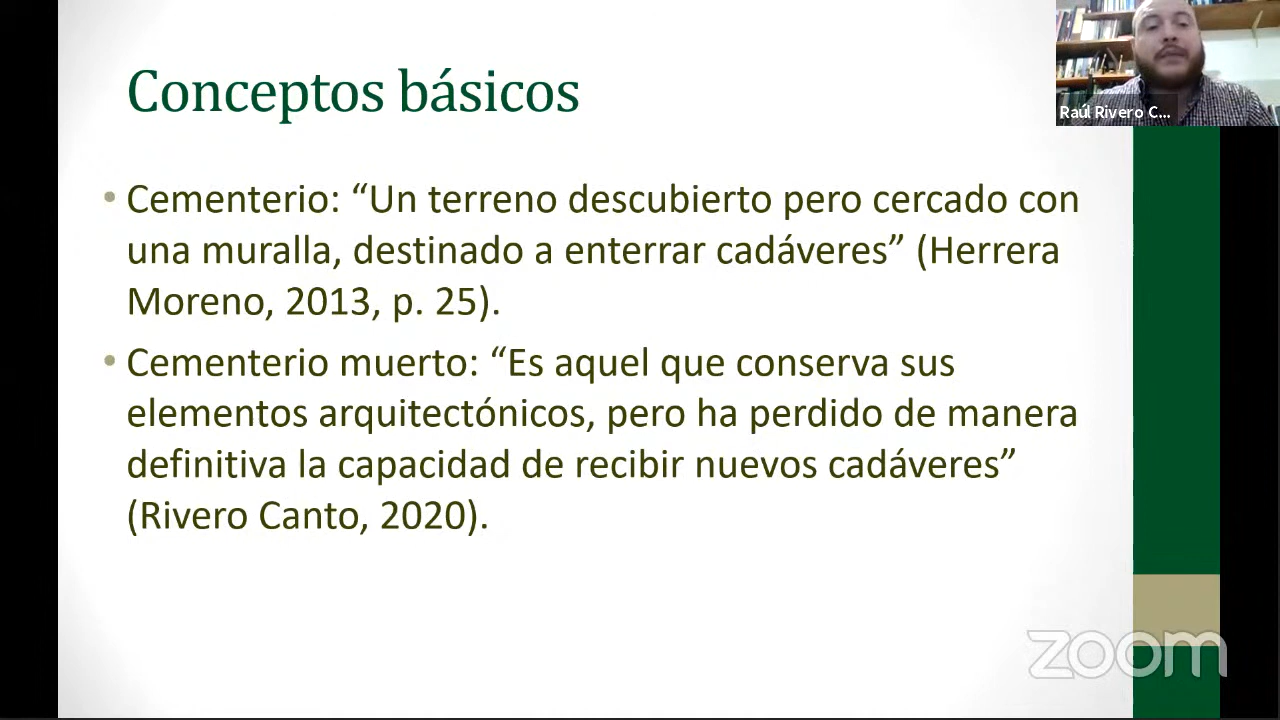 Conceptos básicos
Raúl Rivero C...
• Cementerio: “Un terreno descubierto pero cercado con
una muralla, destinado a enterrar cadáveres” (Herrera
Moreno, 2013, p. 25).
• Cementerio muerto: “Es aquel que conserva sus
elementos arquitectónicos, pero ha perdido de manera
definitiva la capacidad de recibir nuevos cadáveres”
(Rivero Canto, 2020).
zoom